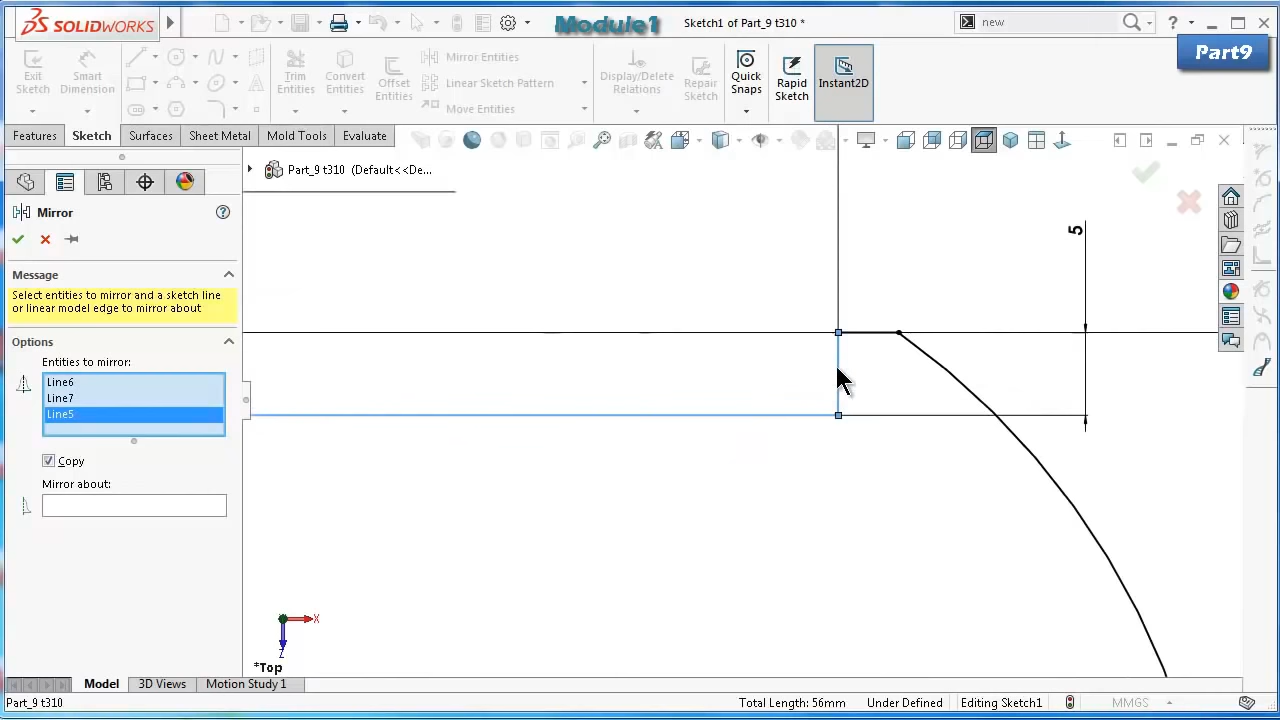 SOLIDWORKS
Module1
Sketch1 of Part_9 t310 *
new
Part9
Exit Sketch
Smart Dimension
Trim Entities
Convert Entities
Offset Entities
Mirror Entities
Linear Sketch Pattern
Move Entities
Display/Delete Relations
Repair Sketch
Quick Snaps
Rapid Sketch
Instant2D
Features
Sketch
Surfaces
Sheet Metal
Mold Tools
Evaluate
Part_9 t310 (Default<<De...
Mirror
Message
Select entities to mirror and a sketch line
or linear model edge to mirror about
Options
Entities to mirror:
Line6
Line7
Line5
Copy
Mirror about:
5
X
Z
*Top
Model
3D Views
Motion Study 1
Part_9 t310
Total Length: 56mm
Under Defined
Editing Sketch1
MMGS